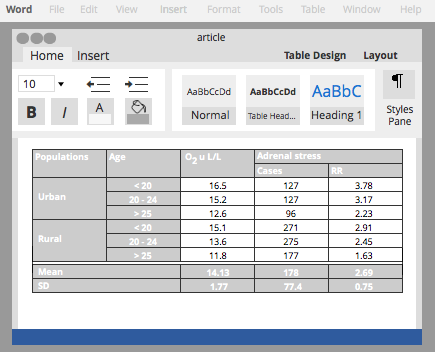 Word File Edit View Insert Format Tools Table Window Help
article
Home Insert Table Design Layout
10 A AaBbCcDd AaBbCcDd AaBbC ¶
B I Normal Table Head... Heading 1 Styles Pane
Populations Age O2 u L/L Adrenal stress
Cases RR
Urban < 20 16.5 127 3.78
20 - 24 15.2 127 3.17
> 25 12.6 96 2.23
Rural < 20 15.1 271 2.91
20 - 24 13.6 275 2.45
> 25 11.8 177 1.63
Mean 14.13 178 2.69
SD 1.77 77.4 0.75